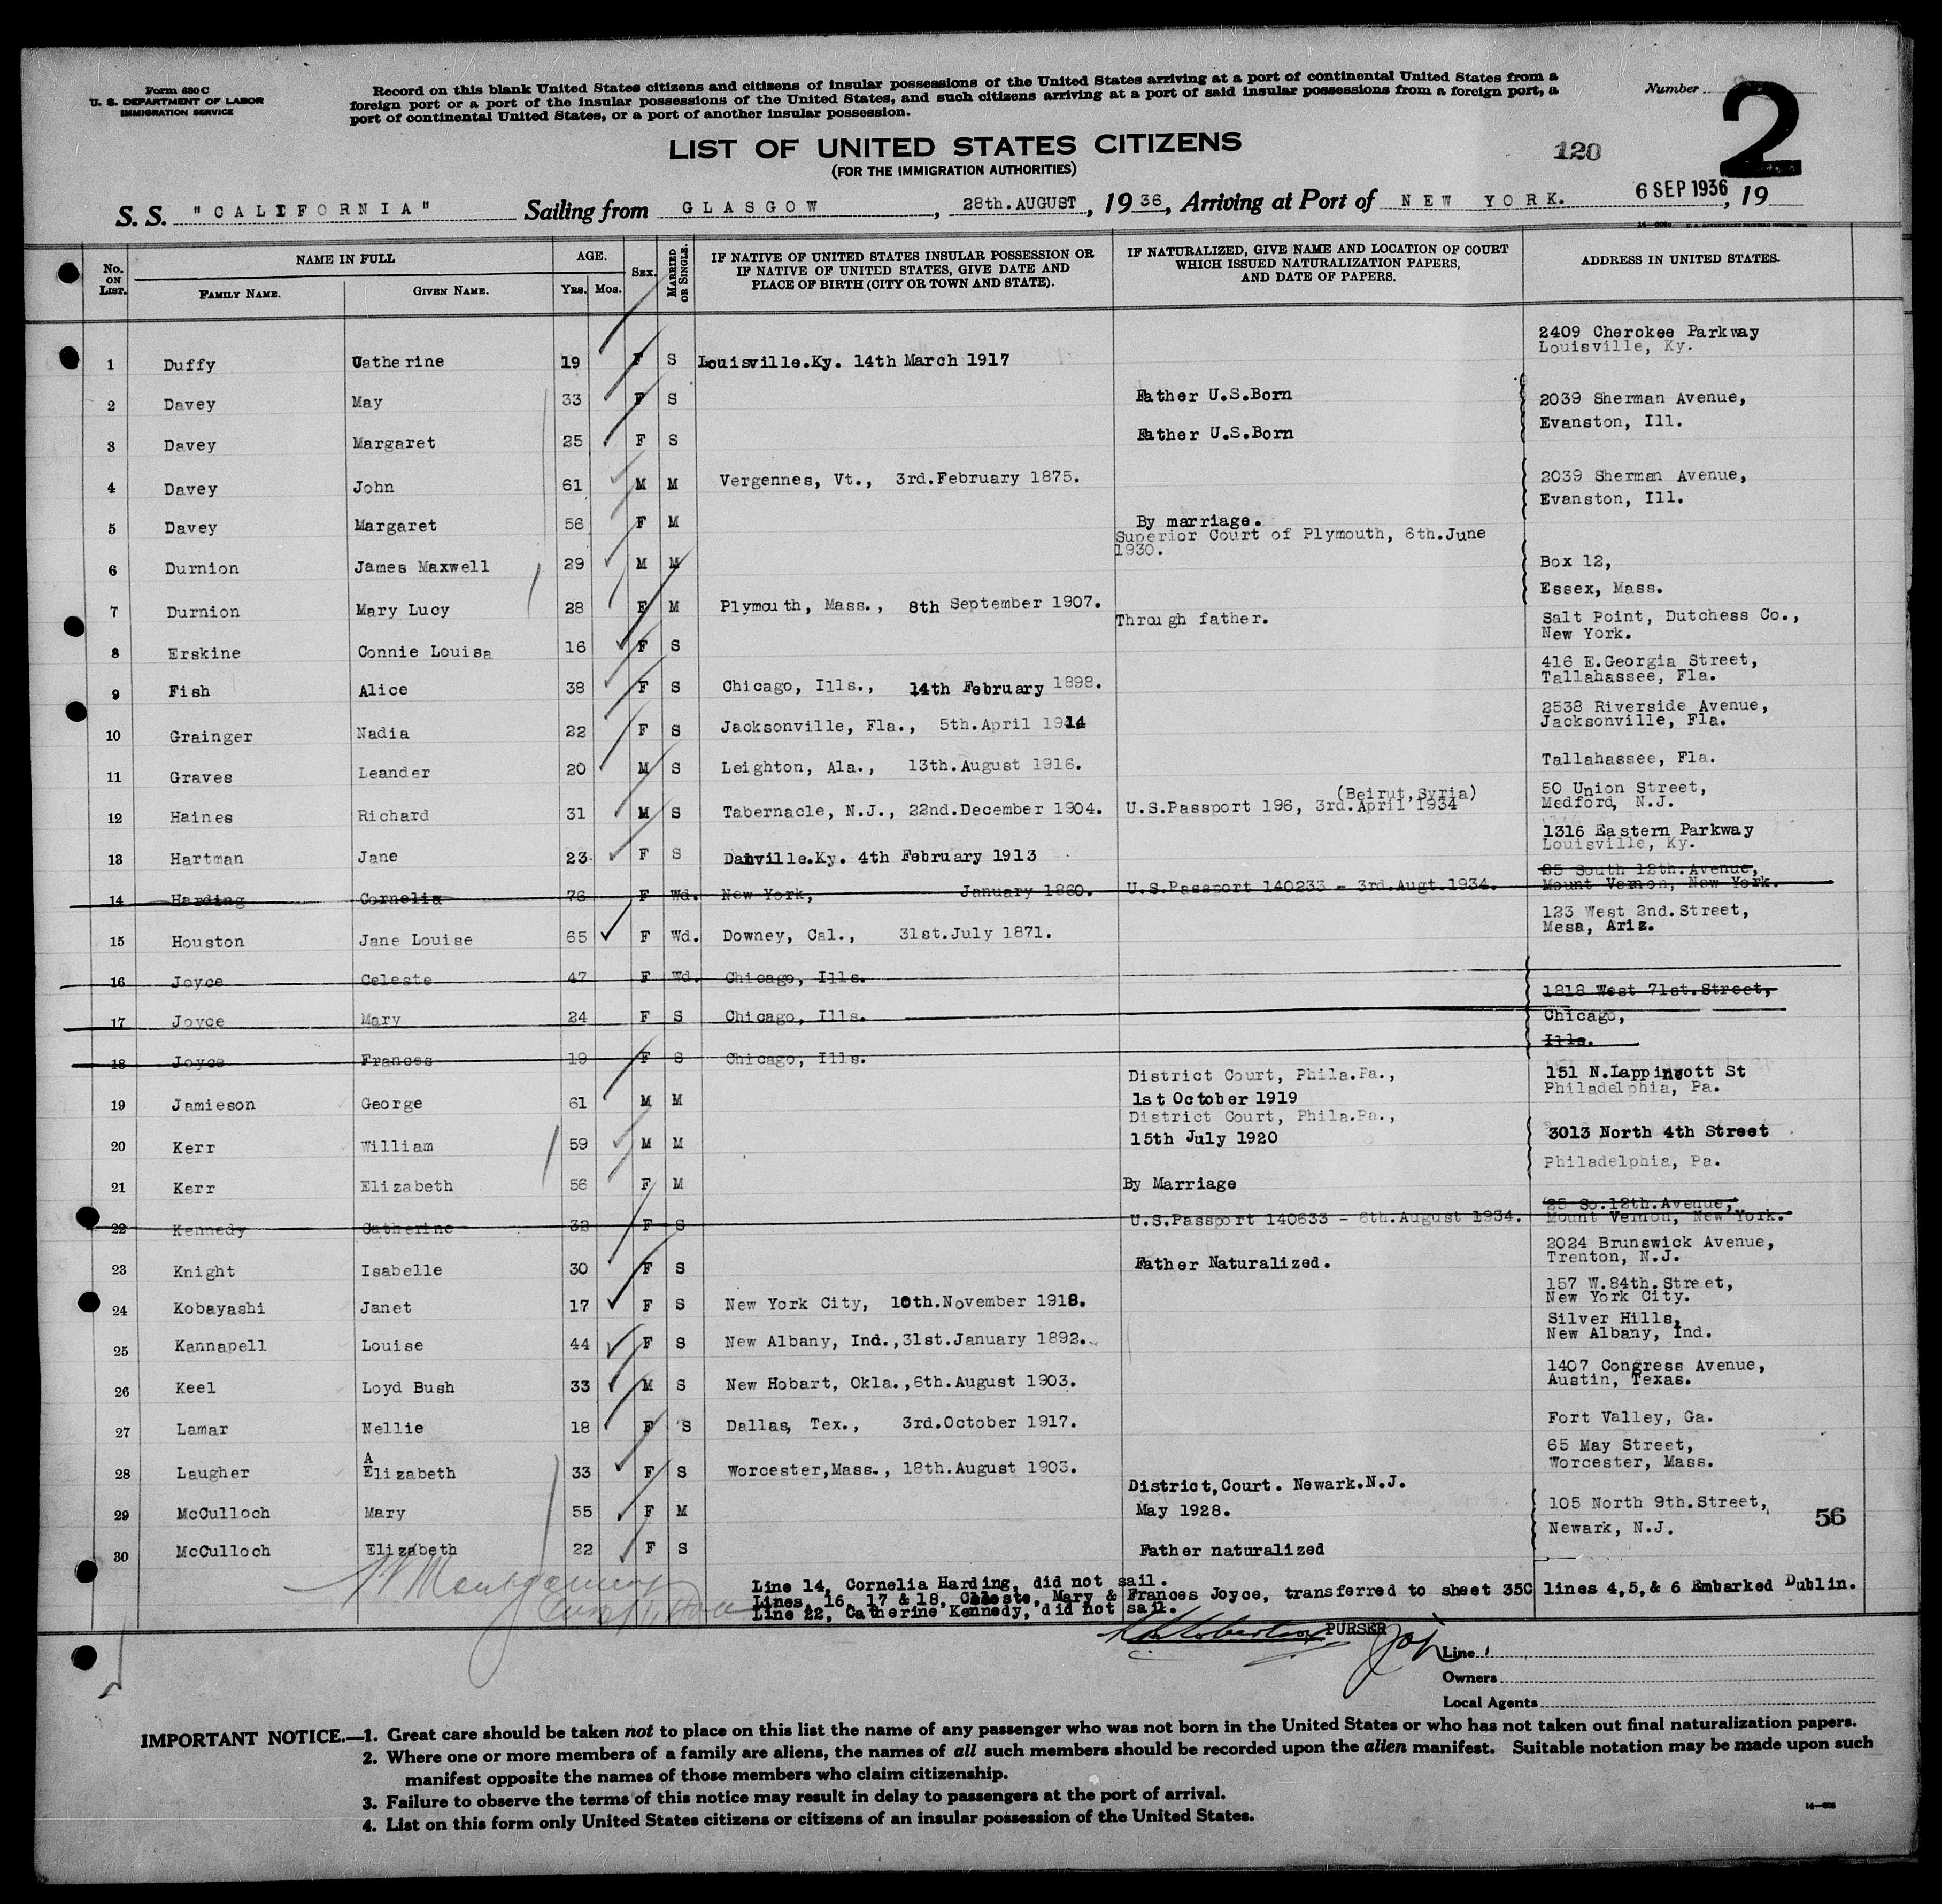 Form 630 C
U. S. DEPARTMENT OF LABOR
IMMIGRATION SERVICE
Record on this blank United States citizens and citizens of insular possessions of the United States arriving at a port of continental United States from a
foreign port or a port of the insular possessions of the United States, and such citizens arriving at a port of said insular possessions from a foreign port, a
port of continental United States, or a port of another insular possession.
Number
2
LIST OF UNITED STATES CITIZENS
(FOR THE IMMIGRATION AUTHORITIES)
120
S. S. "CALIFORNIA" Sailing from GLASGOW, 28th.AUGUST, 1936, Arriving at Port of NEW YORK. 6 SEP 1936, 19
No. ON LIST. NAME IN FULL FAMILY NAME. GIVEN NAME. AGE. YRS. MOS. SEX. MARRIED OR SINGLE. IF NATIVE OF UNITED STATES INSULAR POSSESSION OR IF NATIVE OF UNITED STATES, GIVE DATE AND PLACE OF BIRTH (CITY OR TOWN AND STATE). IF NATURALIZED, GIVE NAME AND LOCATION OF COURT WHICH ISSUED NATURALIZATION PAPERS, AND DATE OF PAPERS. ADDRESS IN UNITED STATES.
1 Duffy Catherine 19 F S Louisville.Ky. 14th March 1917 2409 Cherokee Parkway Louisville, Ky.
2 Davey May 33 F S Father U.S.Born 2039 Sherman Avenue,
3 Davey Margaret 25 F S Father U.S.Born Evanston, Ill.
4 Davey John 61 M M Vergennes, Vt., 3rd.February 1875. 2039 Sherman Avenue,
5 Davey Margaret 56 F M By marriage. Evanston, Ill.
6 Durnion James Maxwell 29 M M Superior Court of Plymouth, 6th.June 1930. Box 12,
7 Durnion Mary Lucy 28 F M Plymouth, Mass., 8th September 1907. Essex, Mass.
8 Erskine Connie Louisa 16 F S Through father. Salt Point, Dutchess Co., New York.
9 Fish Alice 38 F S Chicago, Ills., 14th February 1898. 416 E.Georgia Street, Tallahassee, Fla.
10 Grainger Nadia 22 F S Jacksonville, Fla., 5th.April 1914 2538 Riverside Avenue, Jacksonville, Fla.
11 Graves Leander 20 M S Leighton, Ala., 13th.August 1916. Tallahassee, Fla.
12 Haines Richard 31 M S Tabernacle, N.J., 22nd.December 1904. U.S.Passport 196, 3rd.April 1934 (Beirut,Syria) 50 Union Street, Medford, N.J.
13 Hartman Jane 23 F S Danville.Ky. 4th February 1913 1316 Eastern Parkway Louisville, Ky.
14 Harding Cornelia 76 F Wd. New York, January 1860. U.S.Passport 140233 - 3rd.Augt.1934. 25 South 12th.Avenue, Mount Vernon, New York.
15 Houston Jane Louise 65 F Wd. Downey, Cal., 31st.July 1871. 123 West 2nd.Street, Mesa, Ariz.
16 Joyce Celeste 47 F Wd. Chicago, Ills. 1818 West 71st.Street,
17 Joyce Mary 24 F S Chicago, Ills. Chicago,
18 Joyce Frances 19 F S Chicago, Ills. Ills.
19 Jamieson George 61 M M District Court, Phila.Pa., 1st October 1919 151 N.Lappincott St Philadelphia, Pa.
20 Kerr William 59 M M District Court, Phila.Pa., 15th July 1920 3013 North 4th Street
21 Kerr Elizabeth 56 F M By Marriage Philadelphia, Pa.
22 Kennedy Catherine 32 F S U.S.Passport 140633 - 6th.August 1934. 25 So.12th.Avenue, Mount Vernon, New York.
23 Knight Isabelle 30 F S Father Naturalized. 2024 Brunswick Avenue, Trenton, N.J.
24 Kobayashi Janet 17 F S New York City, 10th.November 1918. 157 W.84th.Street, New York City.
25 Kannapell Louise 44 F S New Albany, Ind.,31st.January 1892. Silver Hills, New Albany, Ind.
26 Keel Loyd Bush 33 M S New Hobart, Okla.,6th.August 1903. 1407 Congress Avenue, Austin, Texas.
27 Lamar Nellie 18 F S Dallas, Tex., 3rd.October 1917. Fort Valley, Ga.
28 Laugher A Elizabeth 33 F S Worcester,Mass., 18th.August 1903. 65 May Street, Worcester, Mass.
29 McCulloch Mary 55 F M District,Court. Newark.N.J. May 1928. 105 North 9th.Street,
30 McCulloch Elizabeth 22 F S Father naturalized Newark, N.J.
56
Line 14, Cornelia Harding, did not sail.
Lines, 16, 17 & 18, Celeste, Mary & Frances Joyce, transferred to sheet 35C lines 4,5,& 6 Embarked Dublin.
Line 22, Catherine Kennedy, did not sail.
PURSER
Line
Owners
Local Agents
IMPORTANT NOTICE.—1. Great care should be taken not to place on this list the name of any passenger who was not born in the United States or who has not taken out final naturalization papers.
2. Where one or more members of a family are aliens, the names of all such members should be recorded upon the alien manifest. Suitable notation may be made upon such
manifest opposite the names of those members who claim citizenship.
3. Failure to observe the terms of this notice may result in delay to passengers at the port of arrival.
4. List on this form only United States citizens or citizens of an insular possession of the United States.